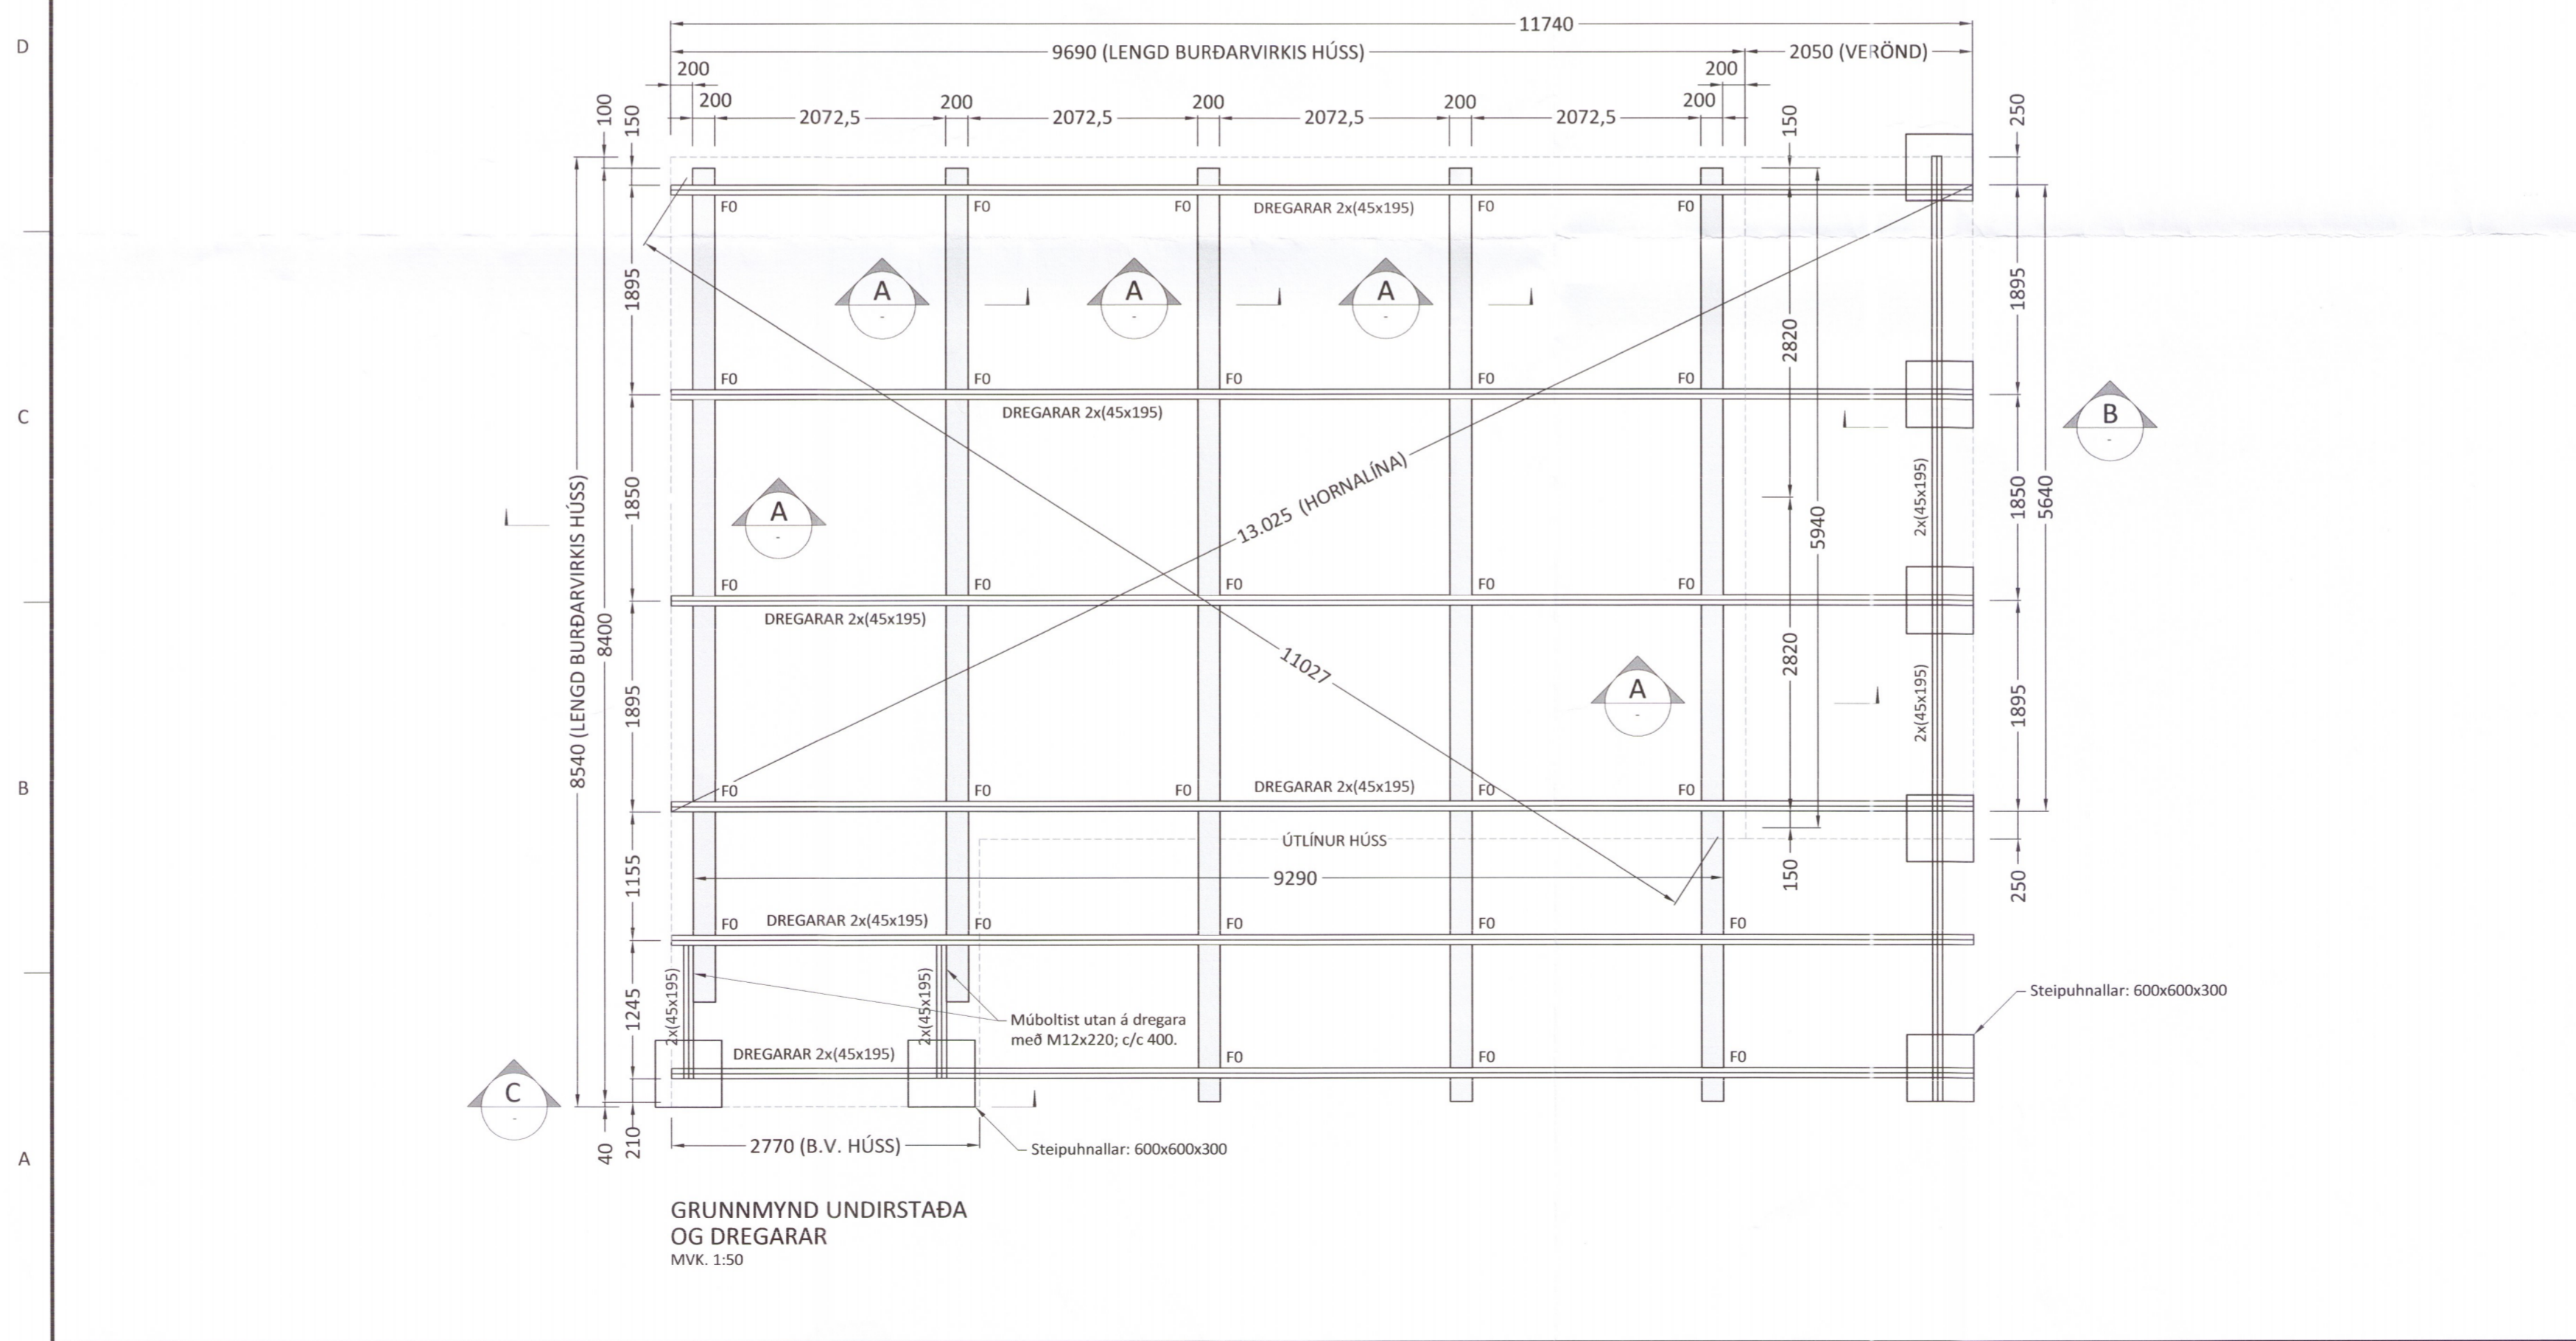 D
C
B
A
11740
9690 (LENGD BURÐARVIRKIS HÚSS)
2050 (VERÖND)
200
200
200
2072,5
200
2072,5
200
2072,5
200
2072,5
200
100
150
150
250
F0
F0
F0
DREGARAR 2x(45x195)
F0
F0
A
-
A
-
A
-
1895
2820
1895
F0
F0
F0
F0
F0
DREGARAR 2x(45x195)
B
-
8540 (LENGD BURÐARVIRKIS HÚSS)
8400
1850
A
-
13.025 (HORNALÍNA)
5940
2x(45x195)
1850
5640
F0
F0
F0
F0
F0
DREGARAR 2x(45x195)
11027
1895
2820
A
-
2x(45x195)
1895
F0
F0
F0
DREGARAR 2x(45x195)
F0
F0
ÚTLÍNUR HÚSS
1155
9290
150
250
F0
DREGARAR 2x(45x195)
F0
F0
F0
F0
1245
2x(45x195)
2x(45x195)
Múboltist utan á dregara
með M12x220; c/c 400.
Steipuhnallar: 600x600x300
DREGARAR 2x(45x195)
F0
F0
F0
C
-
40
210
2770 (B.V. HÚSS)
Steipuhnallar: 600x600x300
GRUNNMYND UNDIRSTAÐA
OG DREGARAR
MVK. 1:50